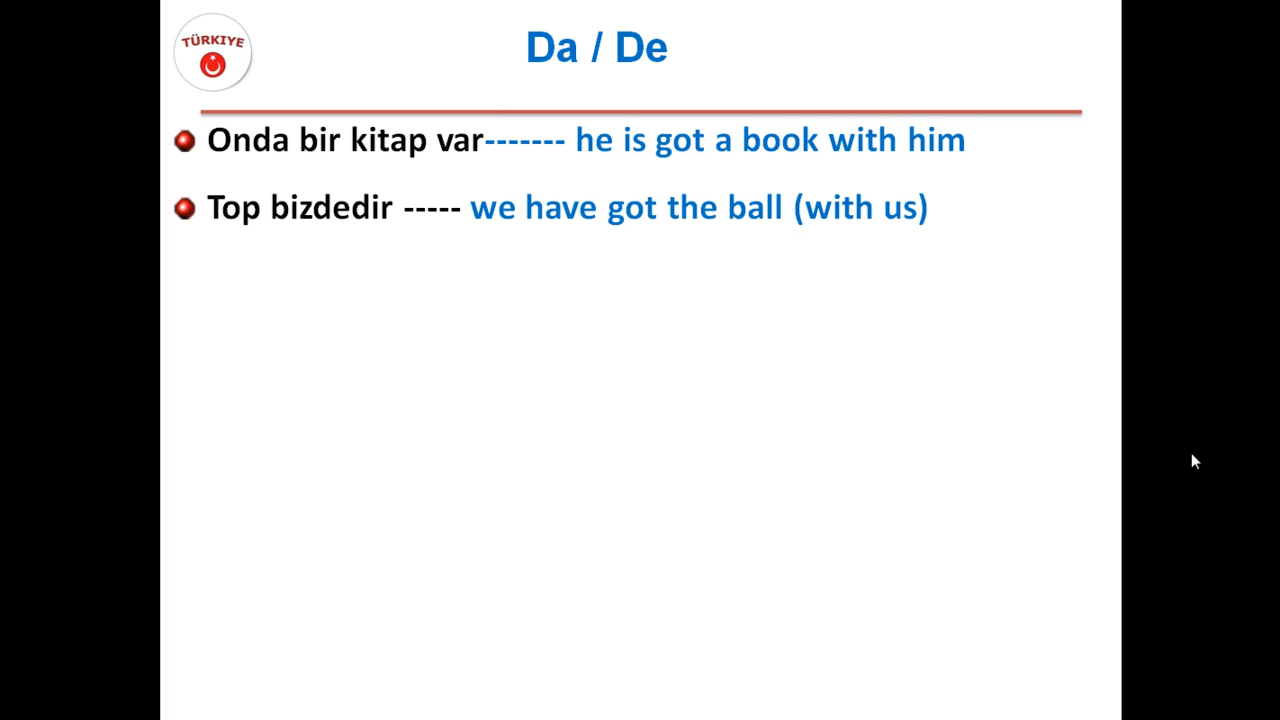 TÜRKIYE
Da / De
Onda bir kitap var------- he is got a book with him
Top bizdedir ----- we have got the ball (with us)